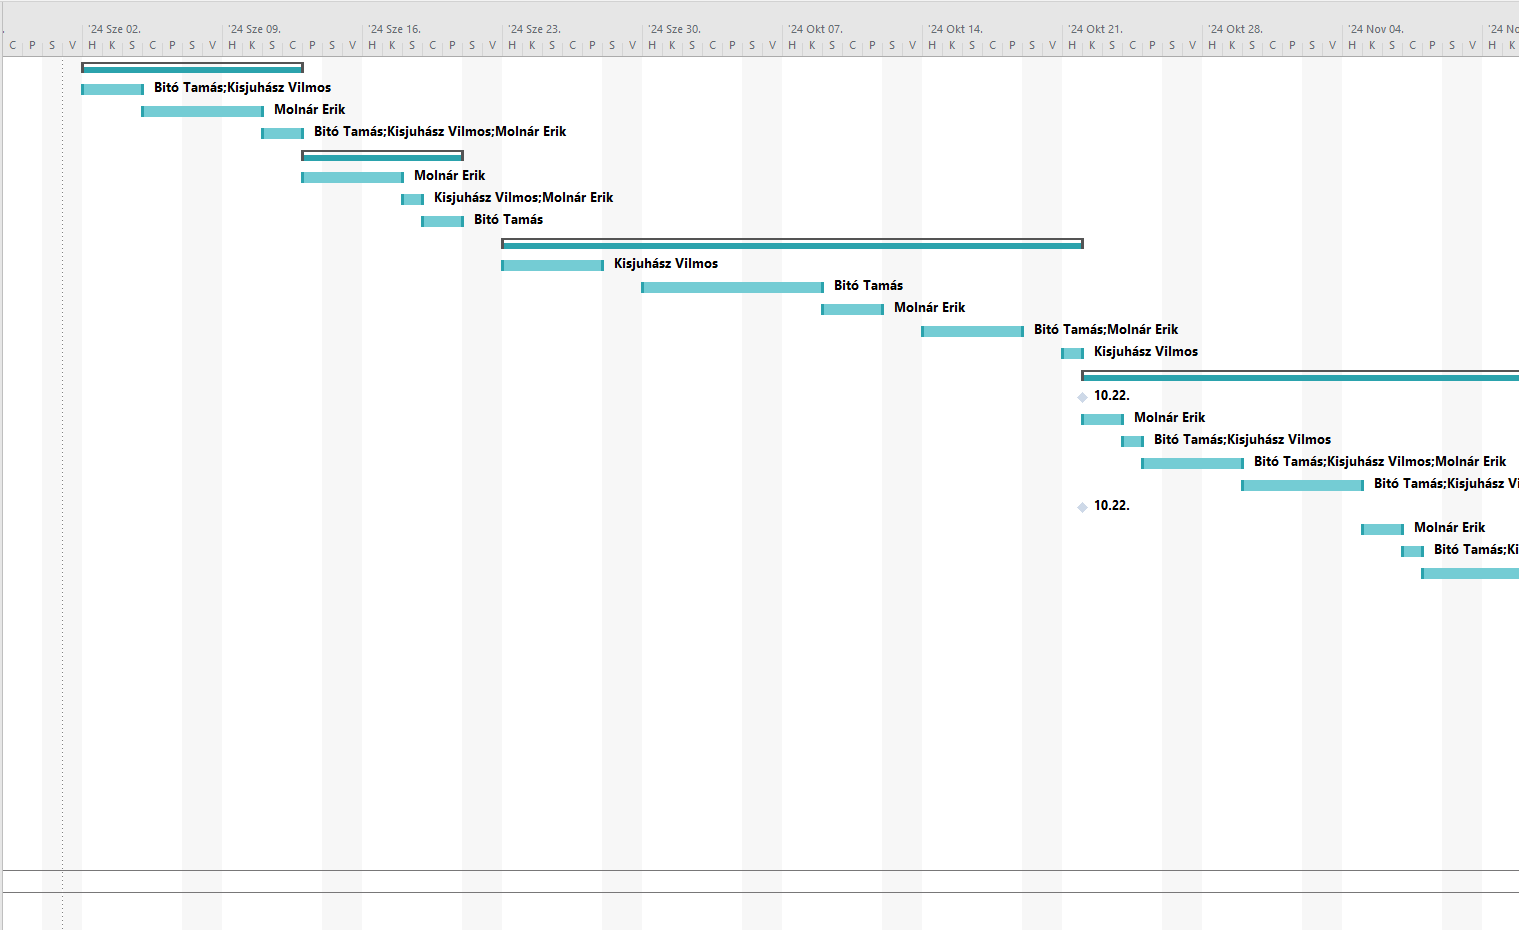 '24 Sze 02. '24 Sze 09. '24 Sze 16. '24 Sze 23. '24 Sze 30. '24 Okt 07. '24 Okt 14. '24 Okt 21. '24 Okt 28. '24 Nov 04. '24 No
C P S V H K S C P S V H K S C P S V H K S C P S V H K S C P S V H K S C P S V H K S C P S V H K S C P S V H K S C P S V H K S C P S V H K S C P S V H K
Bitó Tamás;Kisjuhász Vilmos
Molnár Erik
Bitó Tamás;Kisjuhász Vilmos;Molnár Erik
Molnár Erik
Kisjuhász Vilmos;Molnár Erik
Bitó Tamás
Kisjuhász Vilmos
Bitó Tamás
Molnár Erik
Bitó Tamás;Molnár Erik
Kisjuhász Vilmos
10.22.
Molnár Erik
Bitó Tamás;Kisjuhász Vilmos
Bitó Tamás;Kisjuhász Vilmos;Molnár Erik
Bitó Tamás;Kisjuhász Vi
10.22.
Molnár Erik
Bitó Tamás;Ki